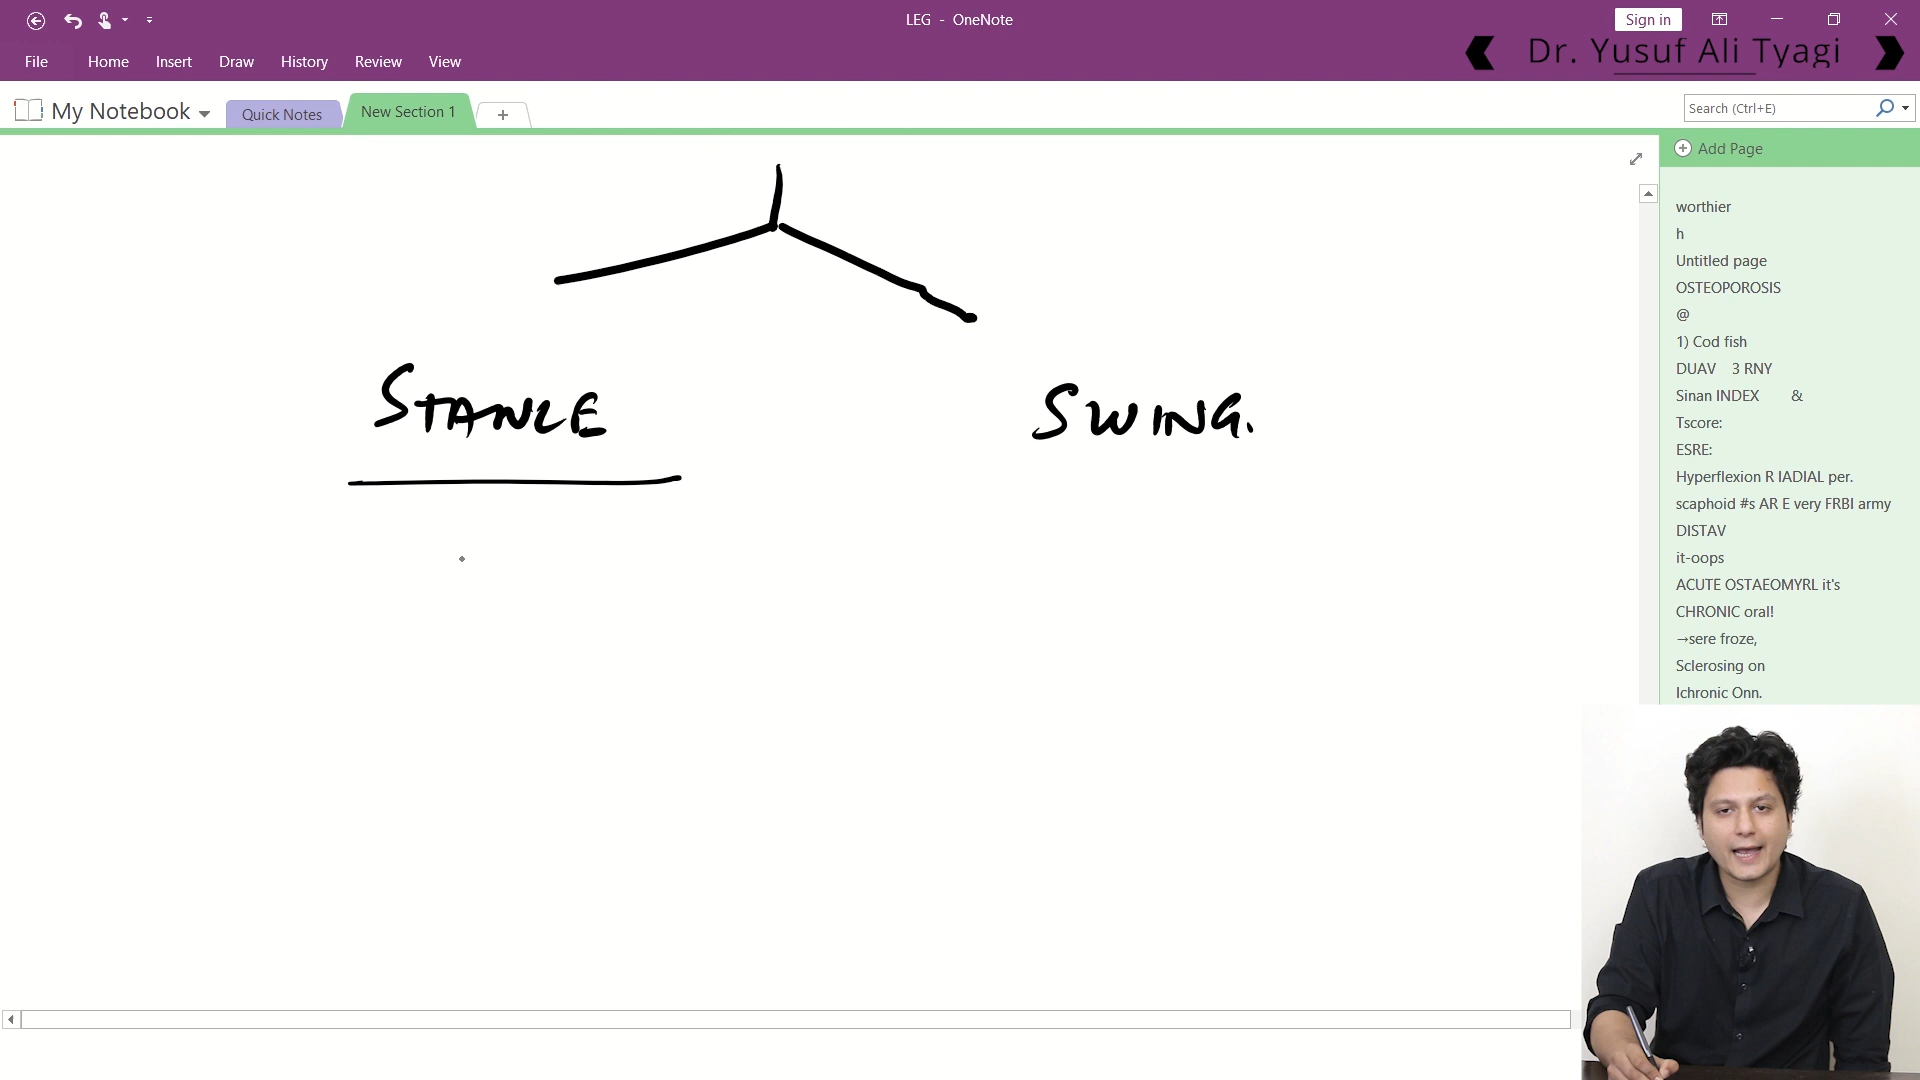 LEG - OneNote
Sign in
File Home Insert Draw History Review View
Dr. Yusuf Ali Tyagi
My Notebook Quick Notes New Section 1 +
Search (Ctrl+E)
Add Page
STANCE
SWING.
worthier
h
Untitled page
OSTEOPOROSIS
@
1) Cod fish
DUAV 3 RNY
Sinan INDEX &
Tscore:
ESRE:
Hyperflexion R IADIAL per.
scaphoid #s AR E very FRBI army
DISTAV
it-oops
ACUTE OSTAEOMYRL it's
CHRONIC oral!
→sere froze,
Sclerosing on
Ichronic Onn.